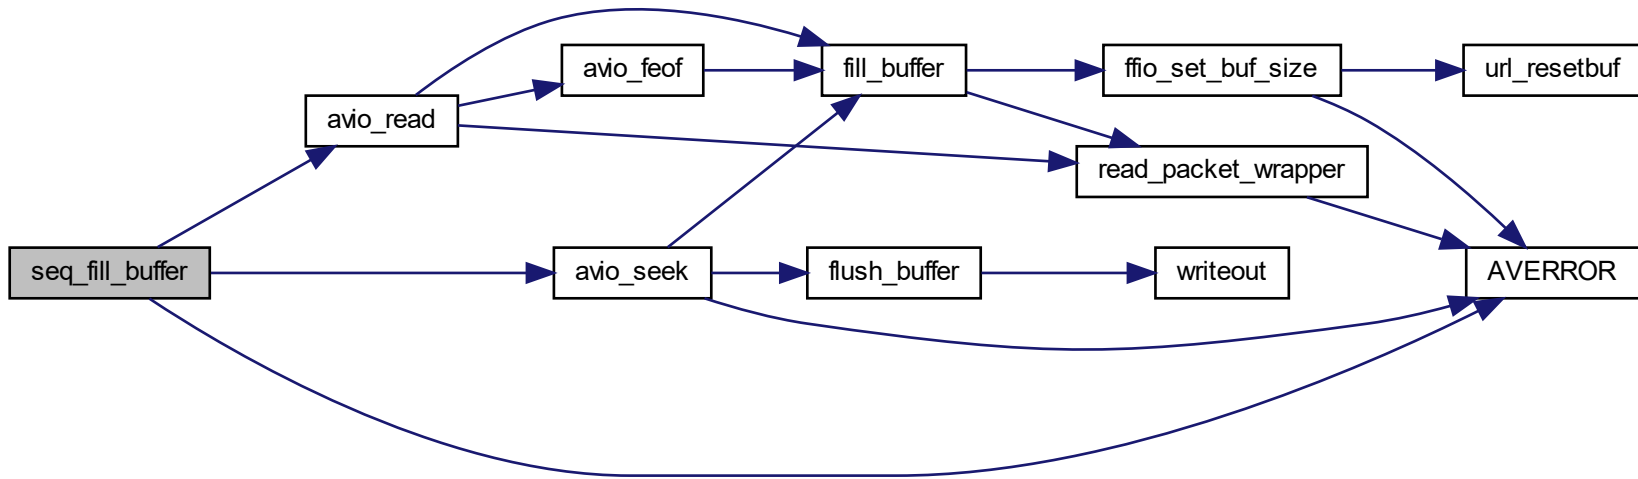 avio_feof
fill_buffer
ffio_set_buf_size
url_resetbuf
avio_read
read_packet_wrapper
seq_fill_buffer
avio_seek
flush_buffer
writeout
AVERROR